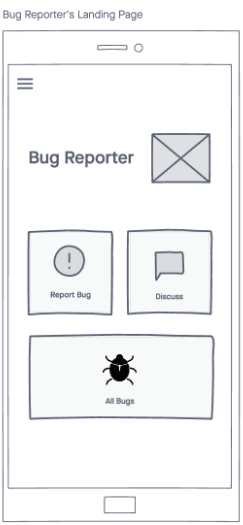 Bug Reporter's Landing Page
Bug Reporter
Report Bug
Discuss
All Bugs